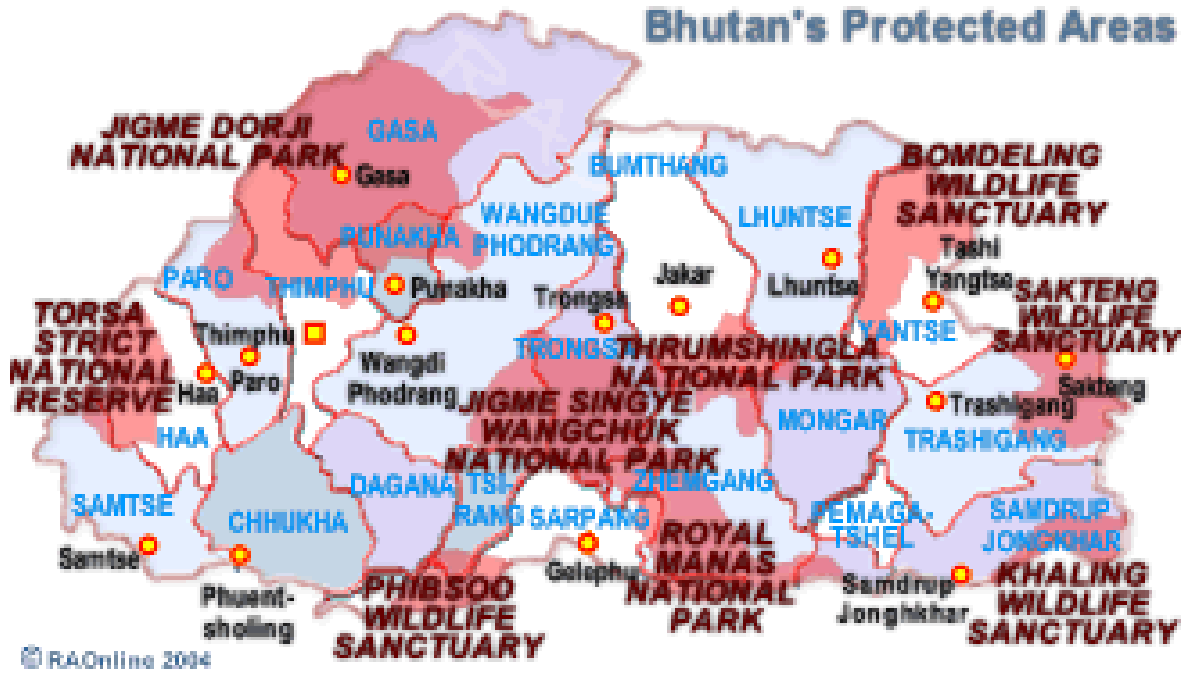 Bhutan's Protected Areas
JIGME DORJI
NATIONAL PARK
GASA
Gasa
BUMTHANG
BOMDELING
WILDLIFE
SANCTUARY
PUNAKHA
WANGDUE
PHODRANG
LHUNTSE
Tashi
Yangtse
PARO
THIMPHU
Punakha
Jakar
Lhuntse
Trongsa
SAKTENG
WILDLIFE
SANCTUARY
TORSA
STRICT
NATIONAL
RESERVE
Thimphu
Wangdi
Phodrang
TRONGSA
THRUMSHINGLA
NATIONAL PARK
YANTSE
Haa
Paro
Sakteng
JIGME SINGYE
WANGCHUK
NATIONAL PARK
MONGAR
Trashigang
TRASHIGANG
HAA
SAMTSE
CHHUKHA
DAGANA
TSI-
RANG
SARPANG
ZHEMGANG
PEMAGA-
TSHEL
SAMDRUP
JONGKHAR
Samtse
Phuent-
sholing
Gelephu
ROYAL
MANAS
NATIONAL
PARK
Samdrup
Jonghkhar
PHIBSOO
WILDLIFE
SANCTUARY
KHALING
WILDLIFE
SANCTUARY
© RAOnline 2004